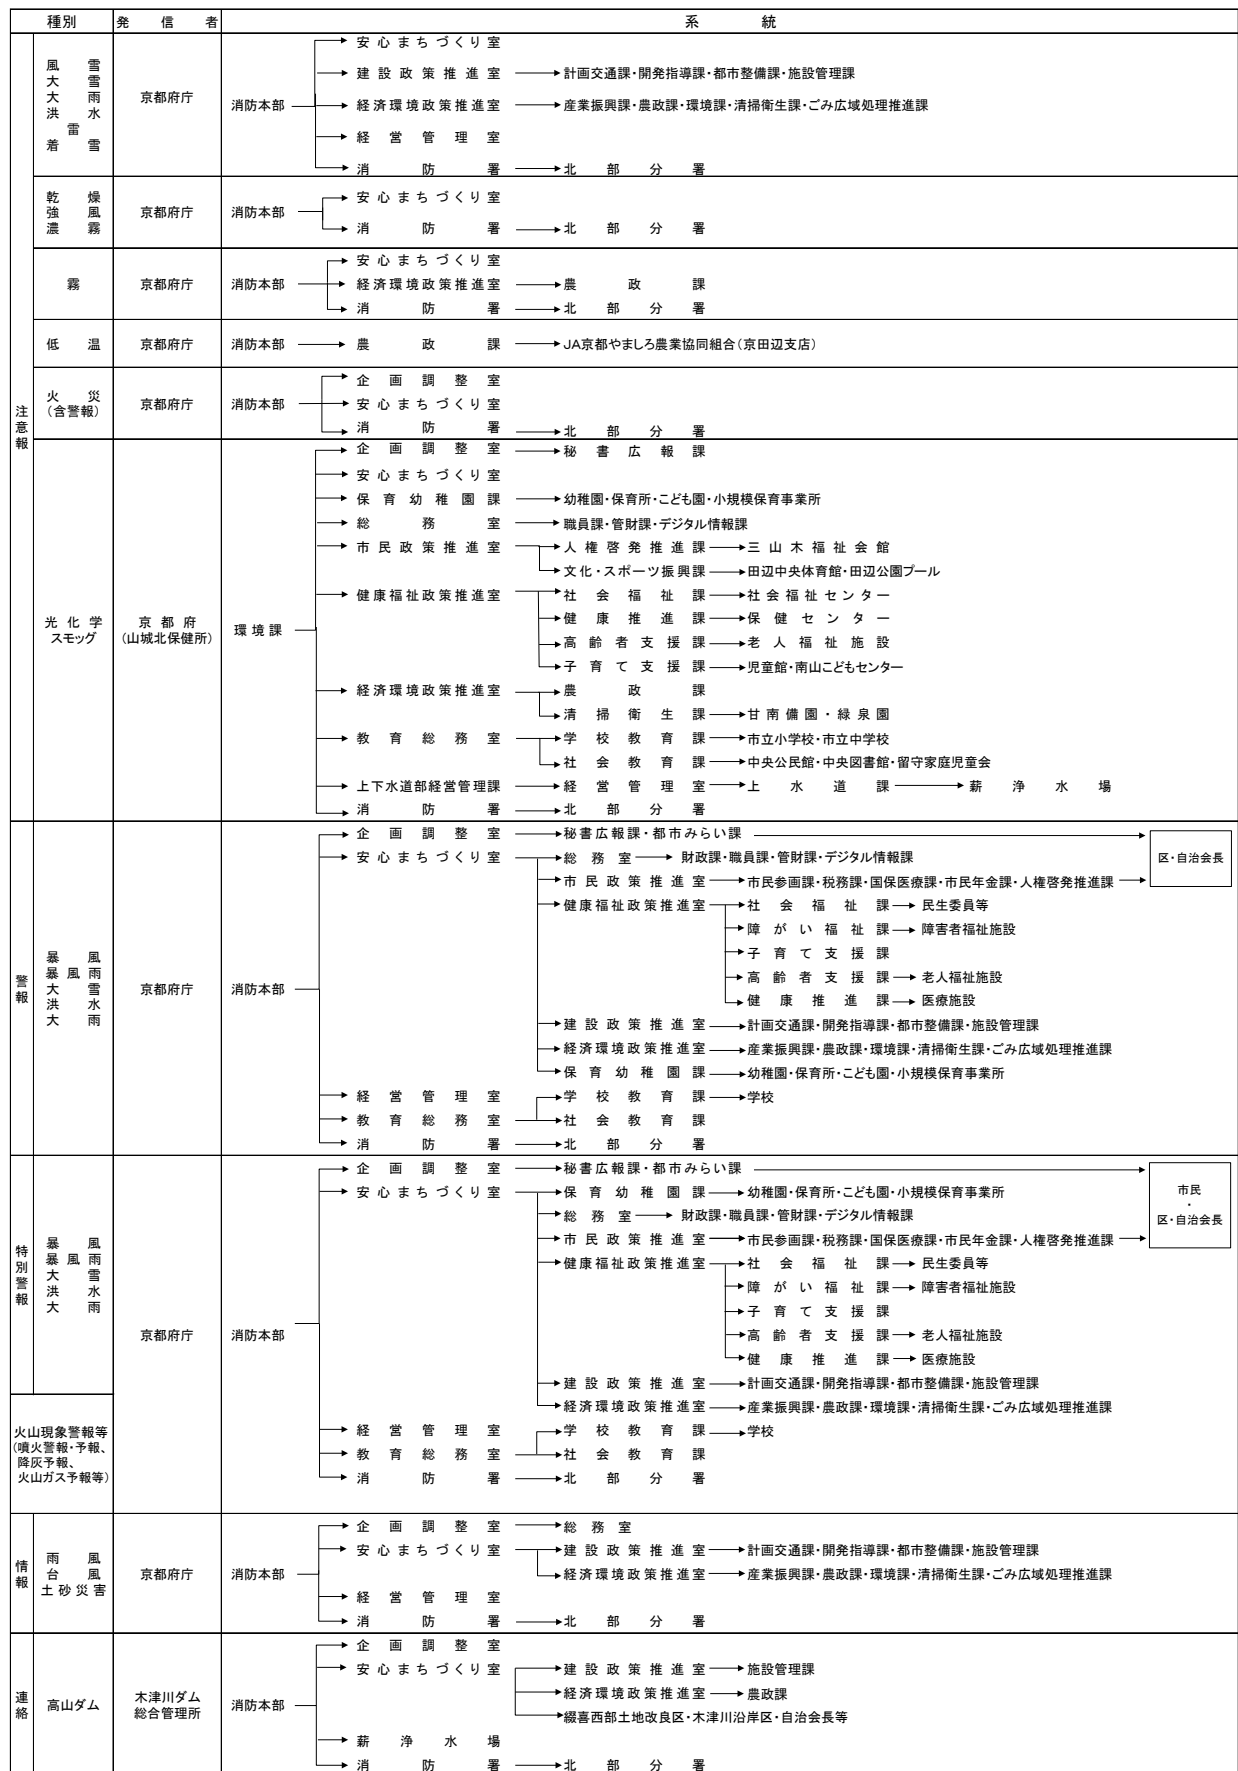 種別 発信者 系統
注意報
風雪
大雪
大雨
洪水
雷
着雪
京都府庁
消防本部
安心まちづくり室
建設政策推進室 計画交通課・開発指導課・都市整備課・施設管理課
経済環境政策推進室 産業振興課・農政課・環境課・清掃衛生課・ごみ広域処理推進課
経営管理室
消防署 北部分署
乾燥
強風
濃霧
京都府庁
消防本部
安心まちづくり室
消防署 北部分署
霧
京都府庁
消防本部
安心まちづくり室
経済環境政策推進室 農政課
消防署 北部分署
低温 京都府庁 消防本部 農政課 JA京都やましろ農業協同組合(京田辺支店)
火災
(含警報)
京都府庁
消防本部
企画調整室
安心まちづくり室
消防署 北部分署
光化学
スモッグ
京都府
(山城北保健所)
環境課
企画調整室 秘書広報課
安心まちづくり室
保育幼稚園課 幼稚園・保育所・こども園・小規模保育事業所
総務室 職員課・管財課・デジタル情報課
市民政策推進室 人権啓発推進課 三山木福祉会館
文化・スポーツ振興課 田辺中央体育館・田辺公園プール
健康福祉政策推進室 社会福祉課 社会福祉センター
健康推進課 保健センター
高齢者支援課 老人福祉施設
子育て支援課 児童館・南山こどもセンター
経済環境政策推進室 農政課
清掃衛生課 甘南備園・緑泉園
教育総務室 学校教育課 市立小学校・市立中学校
社会教育課 中央公民館・中央図書館・留守家庭児童会
上下水道部経営管理課 経営管理室 上水道課 薪浄水場
消防署 北部分署
警報
暴風
暴風雨
大雪
洪水
大雨
京都府庁
消防本部
企画調整室 秘書広報課・都市みらい課
区・自治会長
安心まちづくり室 総務室 財政課・職員課・管財課・デジタル情報課
市民政策推進室 市民参画課・税務課・国保医療課・市民年金課・人権啓発推進課
健康福祉政策推進室 社会福祉課 民生委員等
障がい福祉課 障害者福祉施設
子育て支援課
高齢者支援課 老人福祉施設
健康推進課 医療施設
建設政策推進室 計画交通課・開発指導課・都市整備課・施設管理課
経済環境政策推進室 産業振興課・農政課・環境課・清掃衛生課・ごみ広域処理推進課
保育幼稚園課 幼稚園・保育所・こども園・小規模保育事業所
経営管理室 学校教育課 学校
教育総務室 社会教育課
消防署 北部分署
特別警報
暴風
暴風雨
大雪
洪水
大雨
火山現象警報等
(噴火警報・予報、
降灰予報、
火山ガス予報等)
京都府庁
消防本部
企画調整室 秘書広報課・都市みらい課
市民
・
区・自治会長
安心まちづくり室 保育幼稚園課 幼稚園・保育所・こども園・小規模保育事業所
総務室 財政課・職員課・管財課・デジタル情報課
市民政策推進室 市民参画課・税務課・国保医療課・市民年金課・人権啓発推進課
健康福祉政策推進室 社会福祉課 民生委員等
障がい福祉課 障害者福祉施設
子育て支援課
高齢者支援課 老人福祉施設
健康推進課 医療施設
建設政策推進室 計画交通課・開発指導課・都市整備課・施設管理課
経済環境政策推進室 産業振興課・農政課・環境課・清掃衛生課・ごみ広域処理推進課
経営管理室 学校教育課 学校
教育総務室 社会教育課
消防署 北部分署
情報
雨風
台風
土砂災害
京都府庁
消防本部
企画調整室 総務室
安心まちづくり室 建設政策推進室 計画交通課・開発指導課・都市整備課・施設管理課
経済環境政策推進室 産業振興課・農政課・環境課・清掃衛生課・ごみ広域処理推進課
経営管理室
消防署 北部分署
連絡
高山ダム
木津川ダム
総合管理所
消防本部
企画調整室
安心まちづくり室 建設政策推進室 施設管理課
経済環境政策推進室 農政課
綴喜西部土地改良区・木津川沿岸区・自治会長等
薪浄水場
消防署 北部分署